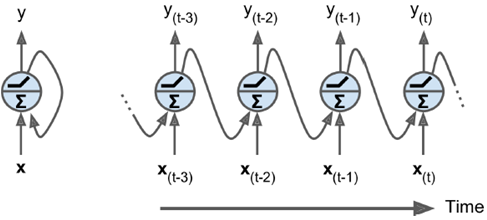 y y(t-3) y(t-2) y(t-1) y(t)
Σ Σ Σ Σ Σ
x x(t-3) x(t-2) x(t-1) x(t)
Time